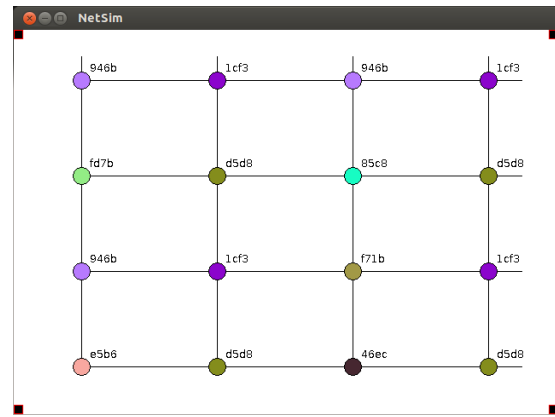 NetSim
946b 1cf3 946b 1cf3
fd7b d5d8 85c8 d5d8
946b 1cf3 f71b 1cf3
e5b6 d5d8 46ec d5d8